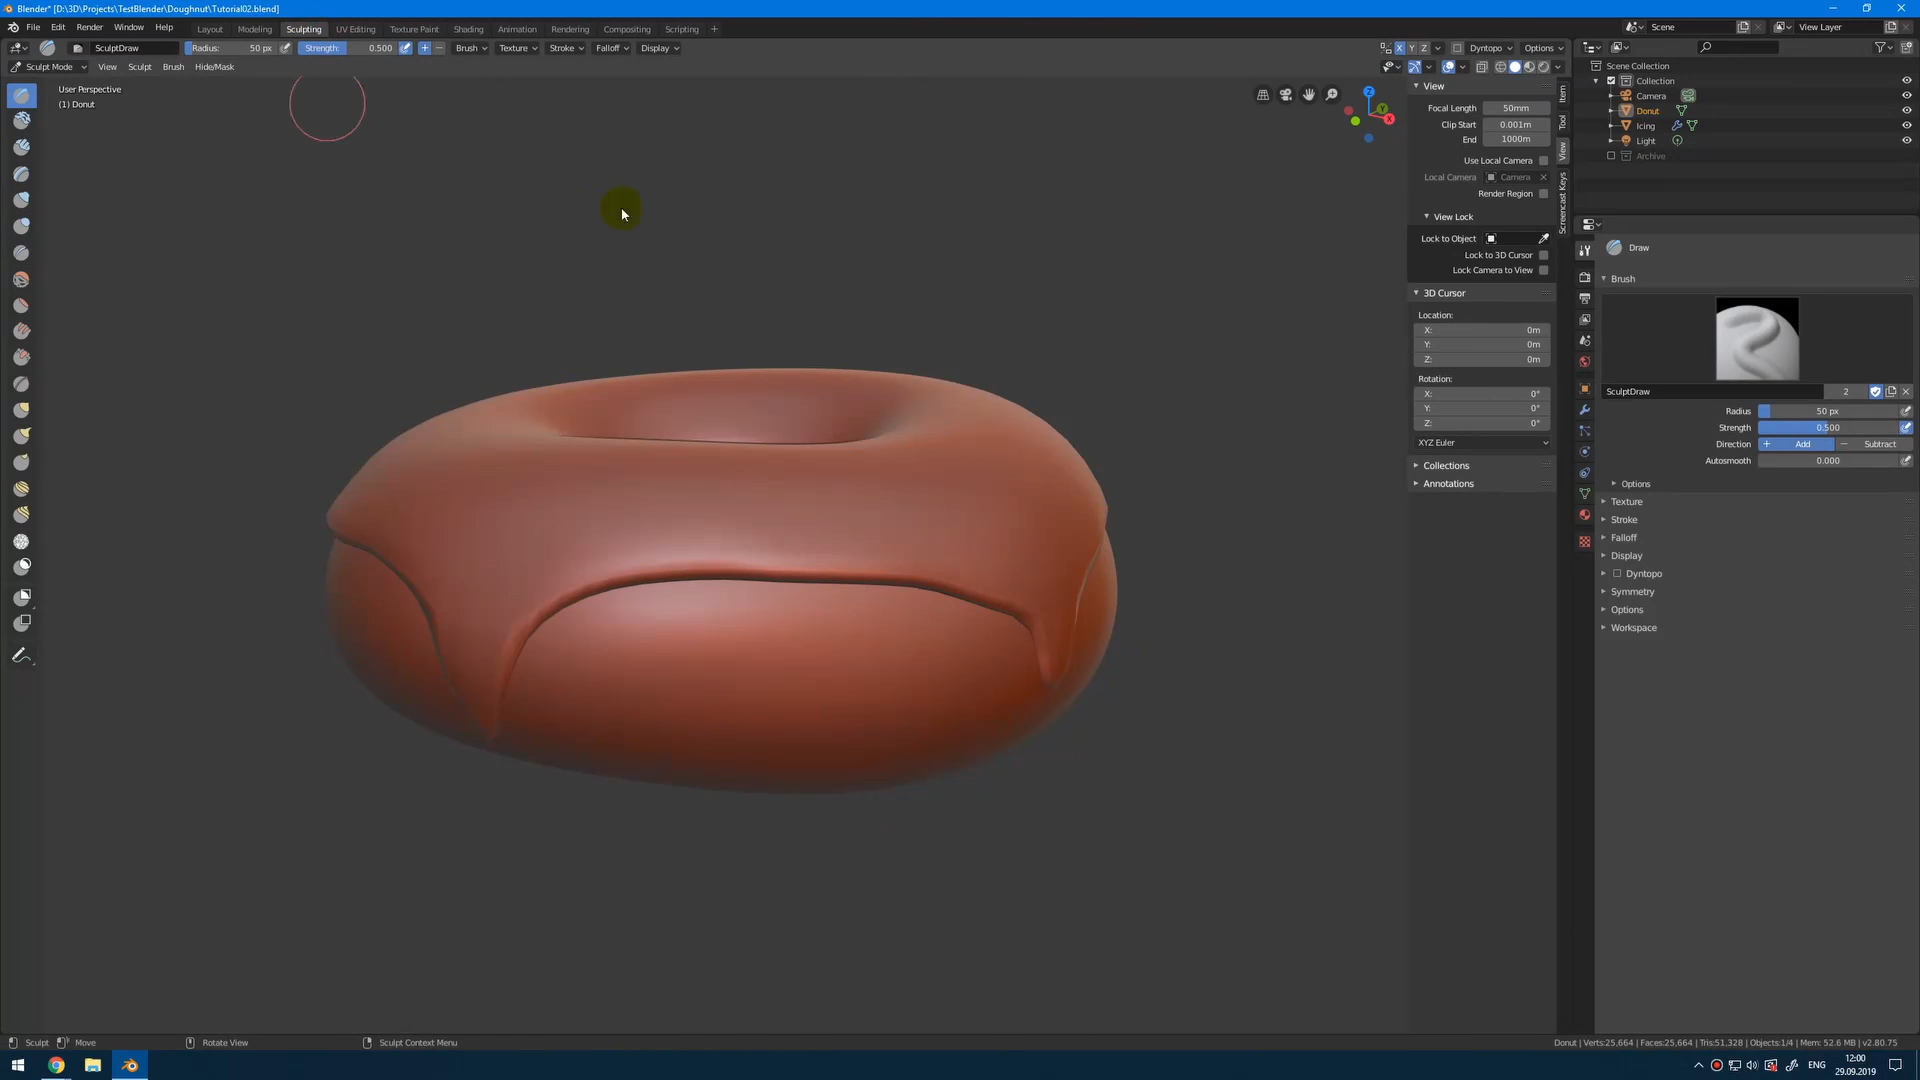 Blender* [D:\3D\Projects\TestBlender\Doughnut\Tutorial02.blend]
File Edit Render Window Help Layout Modeling Sculpting UV Editing Texture Paint Shading Animation Rendering Compositing Scripting + Scene View Layer
SculptDraw Radius: 50 px Strength: 0.500 + − Brush Texture Stroke Falloff Display X Y Z Dyntopo Options
Sculpt Mode View Sculpt Brush Hide/Mask
User Perspective
(1) Donut
Z
Y
X
View
Focal Length 50mm
Clip Start 0.001m
End 1000m
Use Local Camera
Local Camera Camera
Render Region
View Lock
Lock to Object
Lock to 3D Cursor
Lock Camera to View
3D Cursor
Location:
X: 0m
Y: 0m
Z: 0m
Rotation:
X: 0°
Y: 0°
Z: 0°
XYZ Euler
Collections
Annotations
Item
Tool
View
Screencast Keys
Scene Collection
Collection
Camera
Donut
Icing
Light
Archive
Draw
Brush
SculptDraw 2
Radius 50 px
Strength 0.500
Direction + Add − Subtract
Autosmooth 0.000
Options
Texture
Stroke
Falloff
Display
Dyntopo
Symmetry
Options
Workspace
Sculpt Move Rotate View Sculpt Context Menu Donut | Verts:25,664 | Faces:25,664 | Tris:51,328 | Objects:1/4 | Mem: 52.6 MB | v2.80.75
ENG 12:00
29.09.2019